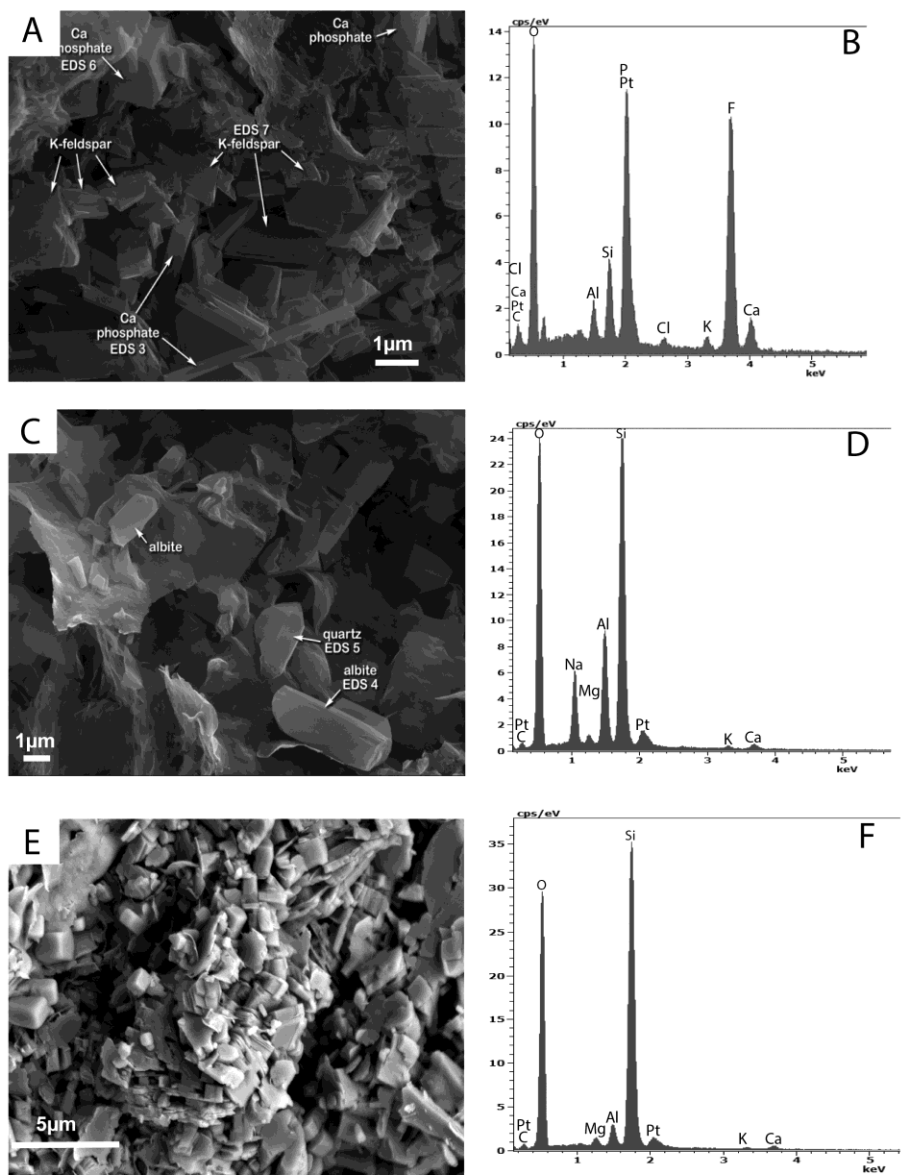 A
Ca
phosphate
EDS 6
Ca
phosphate
K-feldspar
EDS 7
K-feldspar
Ca
phosphate
EDS 3
1μm
B
cps/eV
14
12
10
8
6
4
2
0
O
P
Pt
F
Si
Al
Cl
Ca
Pt
C
Cl
K
Ca
1
2
3
4
5
keV
C
albite
quartz
EDS 5
albite
EDS 4
1μm
D
cps/eV
24
22
20
18
16
14
12
10
8
6
4
2
0
O
Si
Al
Na
Mg
Pt
C
Pt
K
Ca
1
2
3
4
5
keV
E
5μm
F
cps/eV
35
30
25
20
15
10
5
0
Si
O
Pt
C
Mg
Al
Pt
K
Ca
1
2
3
4
5
keV